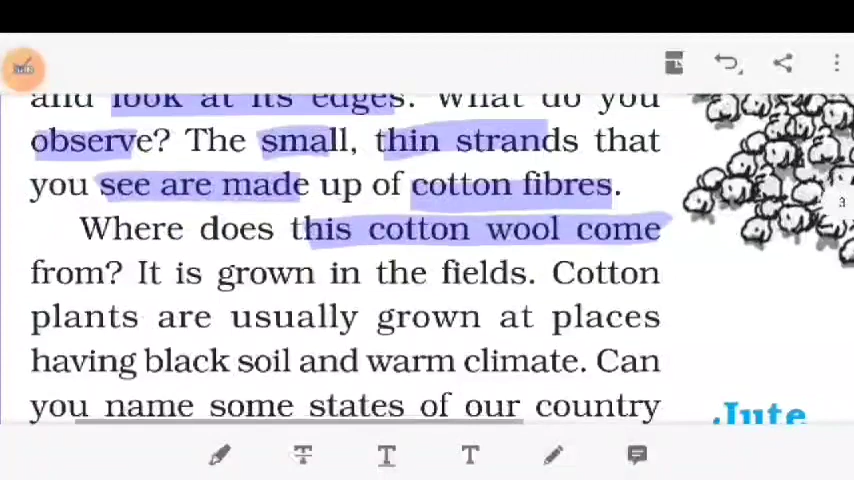 and look at its edges. What do you
observe? The small, thin strands that
you see are made up of cotton fibres.
Where does this cotton wool come
from? It is grown in the fields. Cotton
plants are usually grown at places
having black soil and warm climate. Can
you name some states of our country
Jute
3
T
T